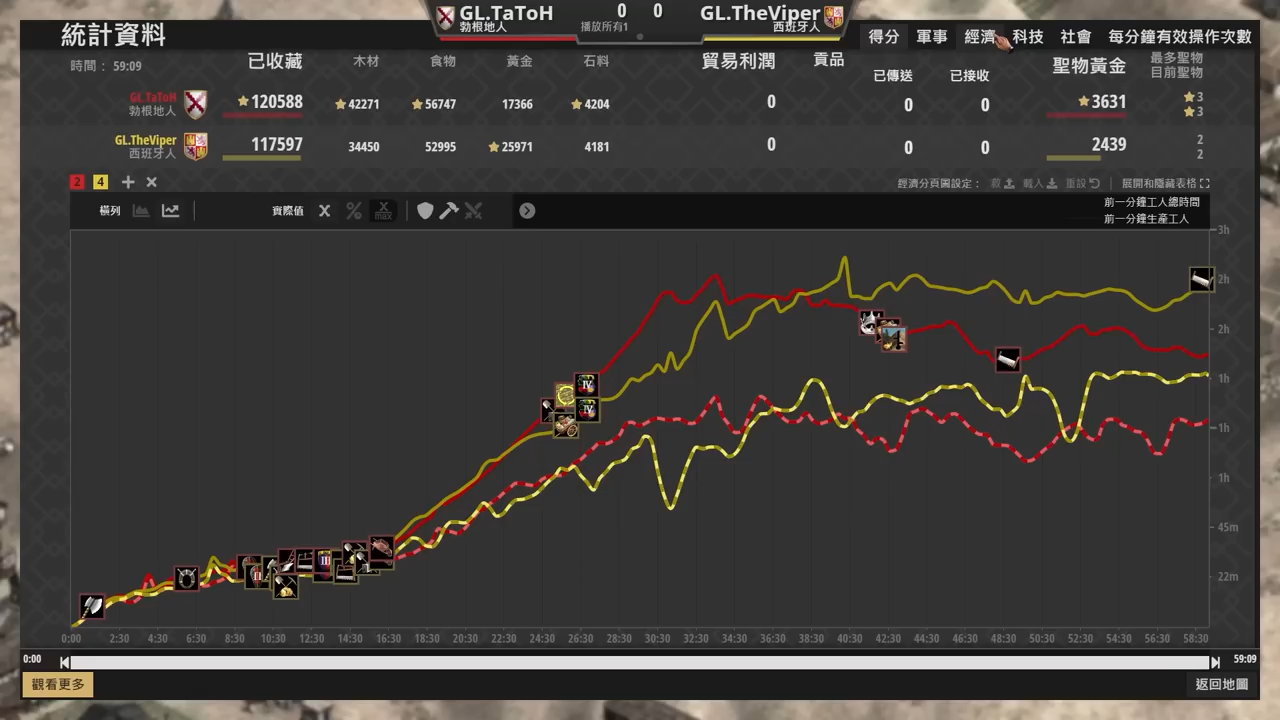 GL.TaToH 0 0 GL.TheViper
勃根地人 播放所有1 西班牙人
統計資料
得分 軍事 經濟 科技 社會 每分鐘有效操作次數
時間： 59:09
已收藏 木材 食物 黃金 石料 貿易利潤 貢品 聖物黃金 最多聖物
目前聖物
已傳送 已接收
GL.TaToH 120588 42271 56747 17366 4204 0 0 0 3631 3
勃根地人 3
GL.TheViper 117597 34450 52995 25971 4181 0 0 0 2439 2
西班牙人 2
2 4
經濟分頁圖設定： 載入 重設 展開和隱藏表格
橫列 實際值 X % X max
前一分鐘工人總時間
前一分鐘生產工人
3h
2h
2h
1h
1h
1h
45m
22m
II III IV
IV
0:00 2:30 4:30 6:30 8:30 10:30 12:30 14:30 16:30 18:30 20:30 22:30 24:30 26:30 28:30 30:30 32:30 34:30 36:30 38:30 40:30 42:30 44:30 46:30 48:30 50:30 52:30 54:30 56:30 58:30
0:00 59:09
觀看更多 返回地圖